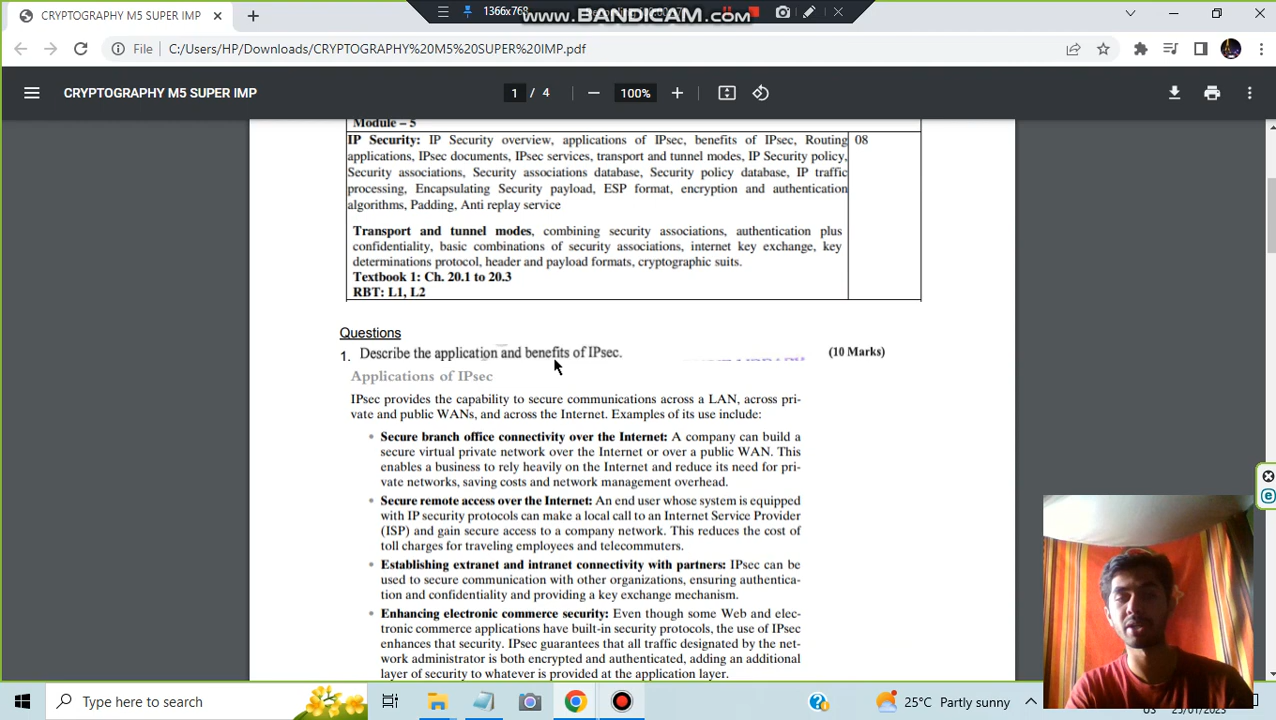 CRYPTOGRAPHY M5 SUPER IMP
1366x768
www.BANDICAM.com
File C:/Users/HP/Downloads/CRYPTOGRAPHY%20M5%20SUPER%20IMP.pdf
CRYPTOGRAPHY M5 SUPER IMP
1 / 4
100%
Module – 5
IP Security: IP Security overview, applications of IPsec, benefits of IPsec, Routing 08
applications, IPsec documents, IPsec services, transport and tunnel modes, IP Security policy,
Security associations, Security associations database, Security policy database, IP traffic
processing, Encapsulating Security payload, ESP format, encryption and authentication
algorithms, Padding, Anti replay service
Transport and tunnel modes, combining security associations, authentication plus
confidentiality, basic combinations of security associations, internet key exchange, key
determinations protocol, header and payload formats, cryptographic suits.
Textbook 1: Ch. 20.1 to 20.3
RBT: L1, L2
Questions
1. Describe the application and benefits of IPsec. (10 Marks)
Applications of IPsec
IPsec provides the capability to secure communications across a LAN, across pri-
vate and public WANs, and across the Internet. Examples of its use include:
• Secure branch office connectivity over the Internet: A company can build a
secure virtual private network over the Internet or over a public WAN. This
enables a business to rely heavily on the Internet and reduce its need for pri-
vate networks, saving costs and network management overhead.
• Secure remote access over the Internet: An end user whose system is equipped
with IP security protocols can make a local call to an Internet Service Provider
(ISP) and gain secure access to a company network. This reduces the cost of
toll charges for traveling employees and telecommuters.
• Establishing extranet and intranet connectivity with partners: IPsec can be
used to secure communication with other organizations, ensuring authentica-
tion and confidentiality and providing a key exchange mechanism.
• Enhancing electronic commerce security: Even though some Web and elec-
tronic commerce applications have built-in security protocols, the use of IPsec
enhances that security. IPsec guarantees that all traffic designated by the net-
work administrator is both encrypted and authenticated, adding an additional
layer of security to whatever is provided at the application layer.
Type here to search
25°C Partly sunny
US 25/01/2023